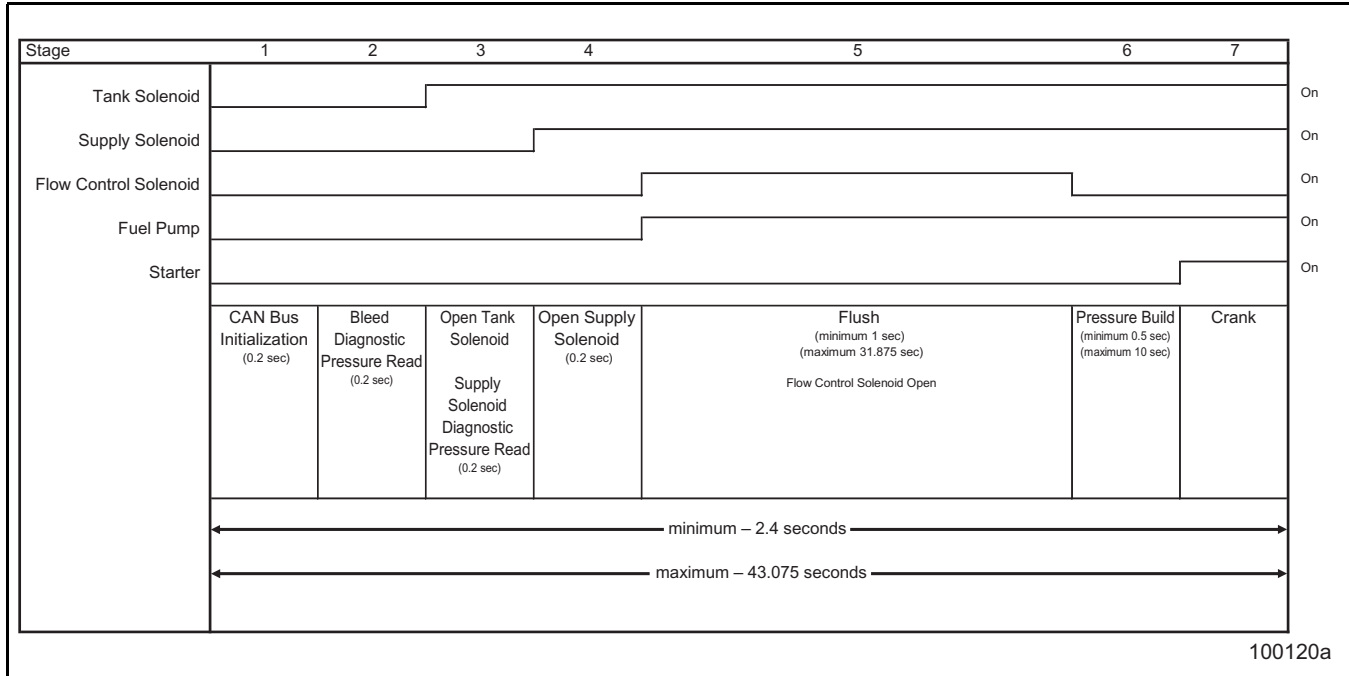 Stage 1 2 3 4 5 6 7
Tank Solenoid On
Supply Solenoid On
Flow Control Solenoid On
Fuel Pump On
Starter On
CAN Bus
Initialization
(0.2 sec)
Bleed
Diagnostic
Pressure Read
(0.2 sec)
Open Tank
Solenoid
Supply
Solenoid
Diagnostic
Pressure Read
(0.2 sec)
Open Supply
Solenoid
(0.2 sec)
Flush
(minimum 1 sec)
(maximum 31.875 sec)
Flow Control Solenoid Open
Pressure Build
(minimum 0.5 sec)
(maximum 10 sec)
Crank
minimum – 2.4 seconds
maximum – 43.075 seconds
100120a